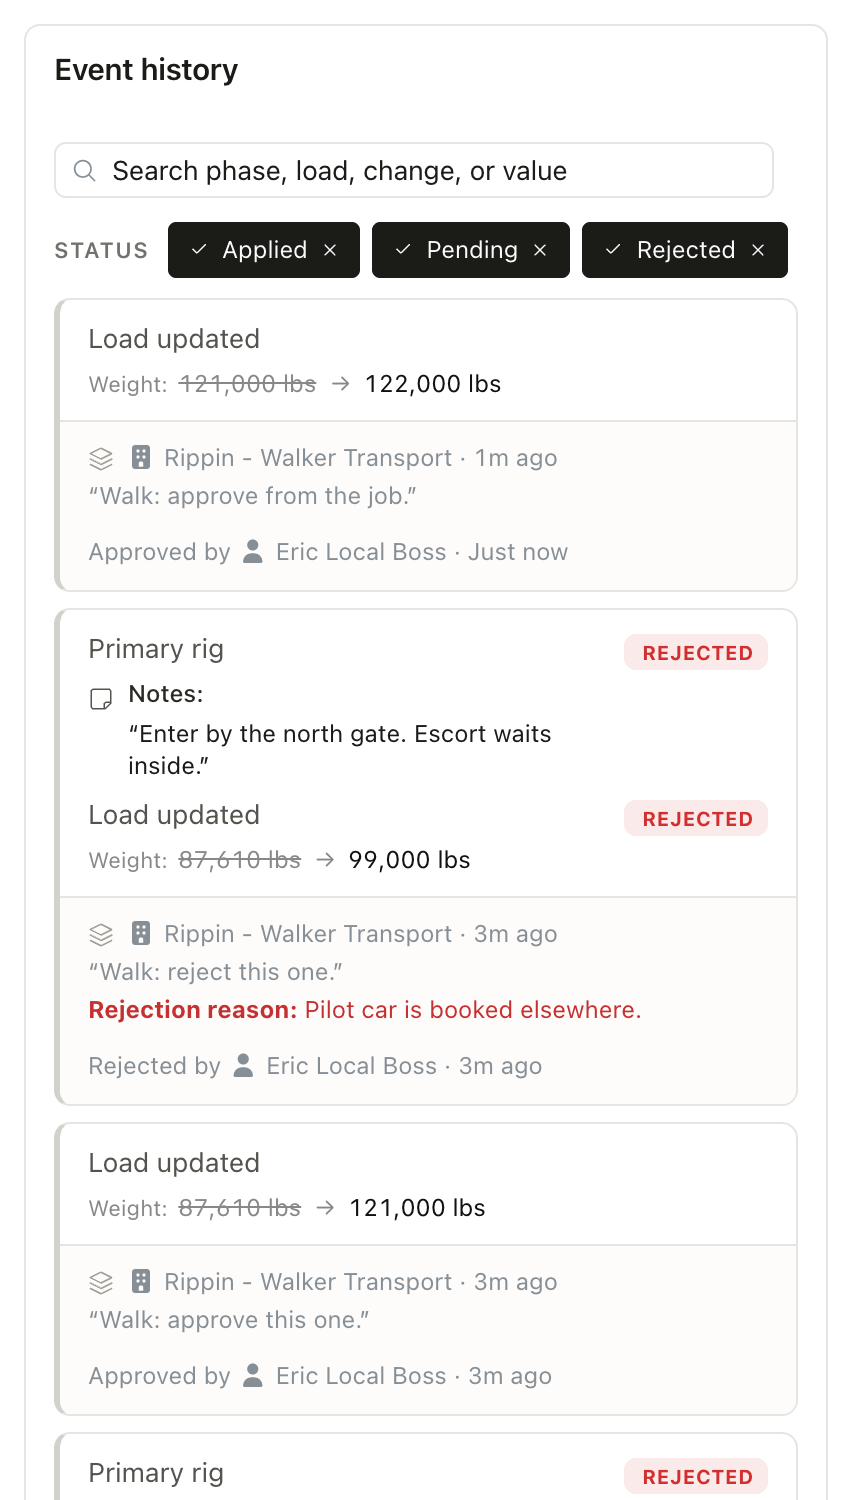 Event history
Search phase, load, change, or value
STATUS Applied Pending Rejected
Load updated
Weight: 121,000 lbs → 122,000 lbs
Rippin - Walker Transport · 1m ago
“Walk: approve from the job.”
Approved by Eric Local Boss · Just now
Primary rig REJECTED
Notes:
“Enter by the north gate. Escort waits
inside.”
Load updated REJECTED
Weight: 87,610 lbs → 99,000 lbs
Rippin - Walker Transport · 3m ago
“Walk: reject this one.”
Rejection reason: Pilot car is booked elsewhere.
Rejected by Eric Local Boss · 3m ago
Load updated
Weight: 87,610 lbs → 121,000 lbs
Rippin - Walker Transport · 3m ago
“Walk: approve this one.”
Approved by Eric Local Boss · 3m ago
Primary rig REJECTED